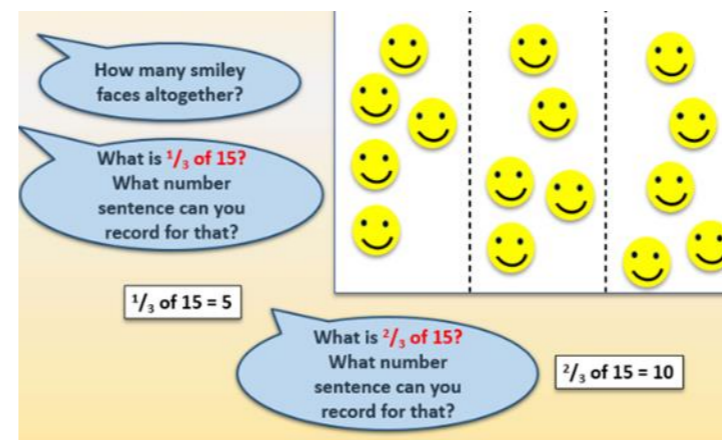 How many smiley
faces altogether?
What is 1/3 of 15?
What number
sentence can you
record for that?
1/3 of 15 = 5
What is 2/3 of 15?
What number
sentence can you
record for that?
2/3 of 15 = 10